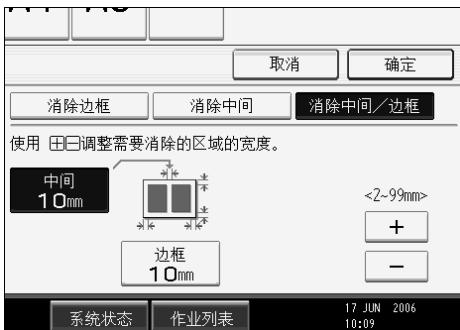 取消 确定
消除边框 消除中间 消除中间／边框
使用 ⊞⊟调整需要消除的区域的宽度。
中间
10mm
<2~99mm>
+
边框
10mm
−
系统状态 作业列表 17 JUN 2006
10:09